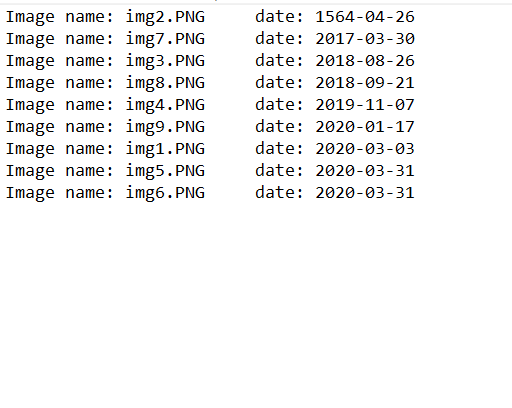 Image name: img2.PNG     date: 1564-04-26
Image name: img7.PNG     date: 2017-03-30
Image name: img3.PNG     date: 2018-08-26
Image name: img8.PNG     date: 2018-09-21
Image name: img4.PNG     date: 2019-11-07
Image name: img9.PNG     date: 2020-01-17
Image name: img1.PNG     date: 2020-03-03
Image name: img5.PNG     date: 2020-03-31
Image name: img6.PNG     date: 2020-03-31